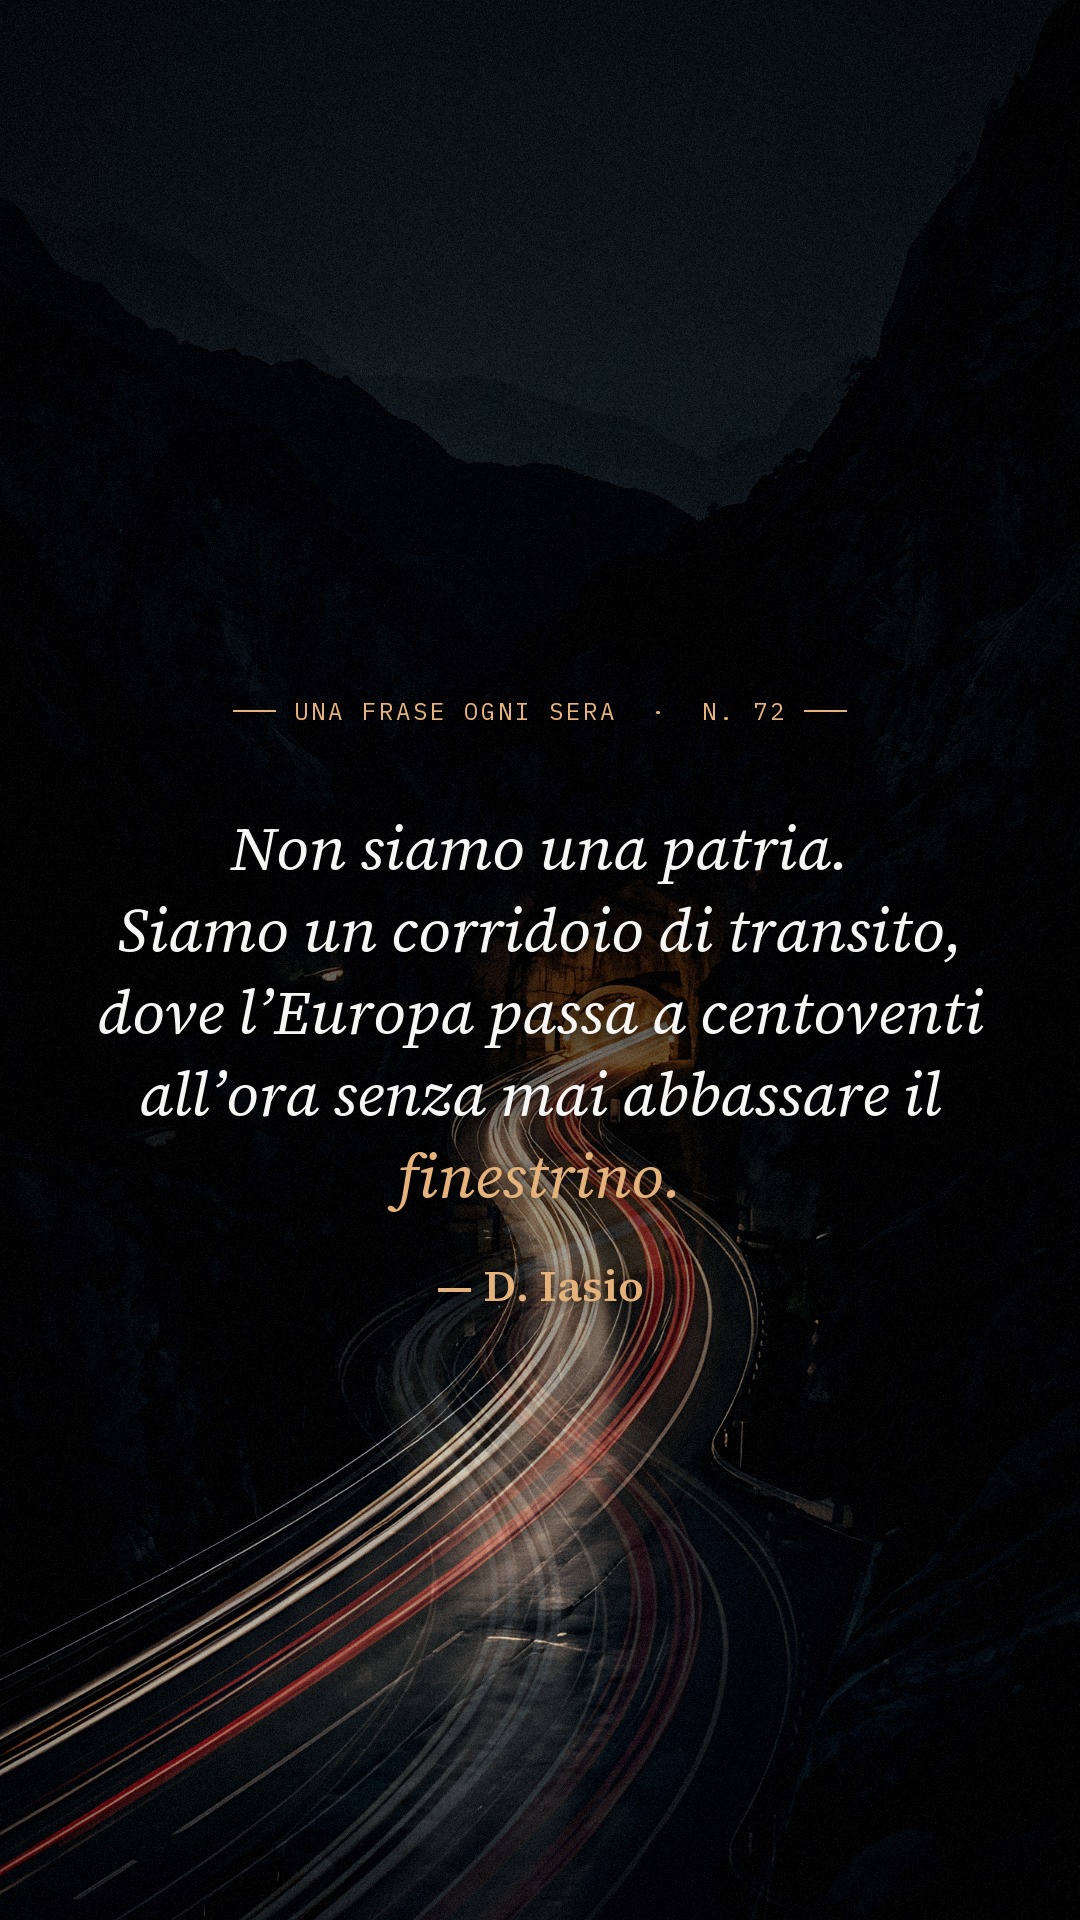 UNA FRASE OGNI SERA · N. 72
Non siamo una patria.
Siamo un corridoio di transito,
dove l’Europa passa a centoventi
all’ora senza mai abbassare il
finestrino.
— D. Iasio